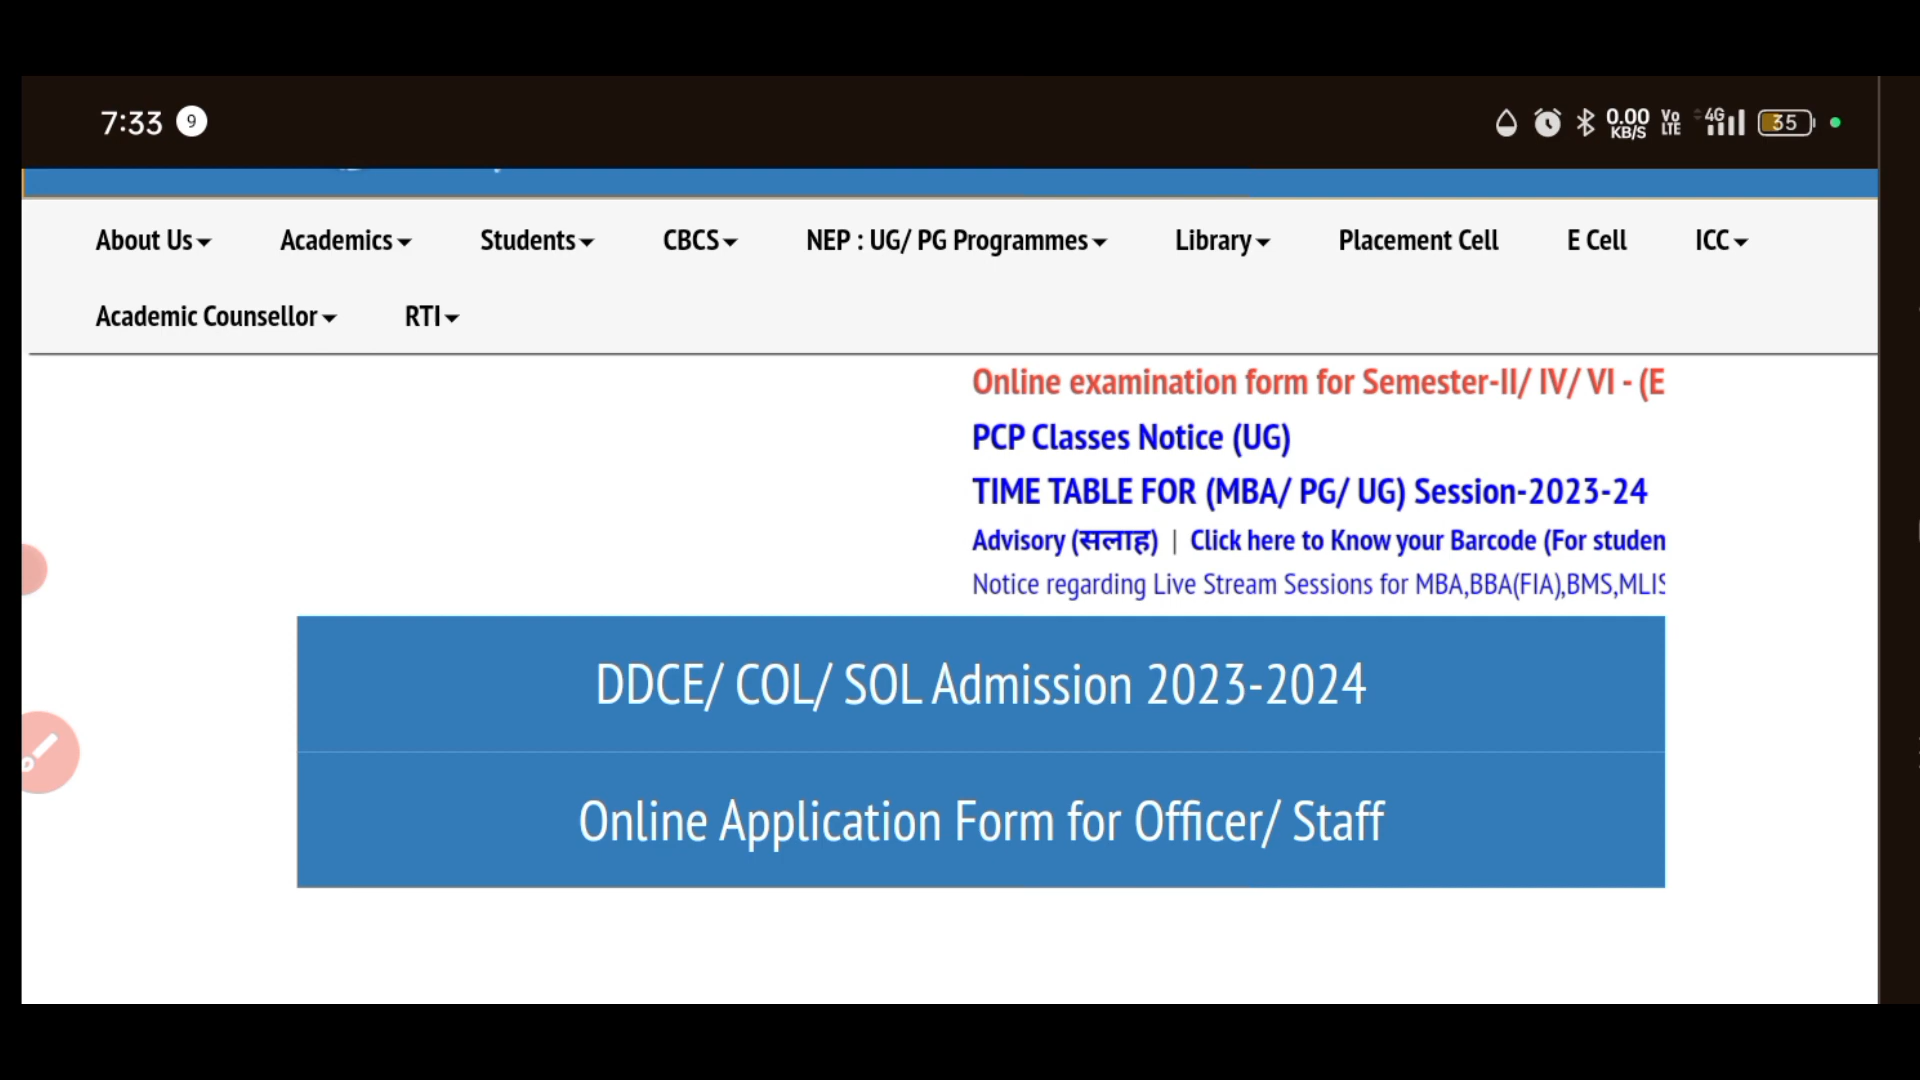 7:33 9 0.00 KB/S Vo LTE 4G 35
About Us Academics Students CBCS NEP : UG/ PG Programmes Library Placement Cell E Cell ICC
Academic Counsellor RTI
Online examination form for Semester-II/ IV/ VI - (E
PCP Classes Notice (UG)
TIME TABLE FOR (MBA/ PG/ UG) Session-2023-24
Advisory (सलाह) | Click here to Know your Barcode (For studen
Notice regarding Live Stream Sessions for MBA,BBA(FIA),BMS,MLIS
DDCE/ COL/ SOL Admission 2023-2024
Online Application Form for Officer/ Staff